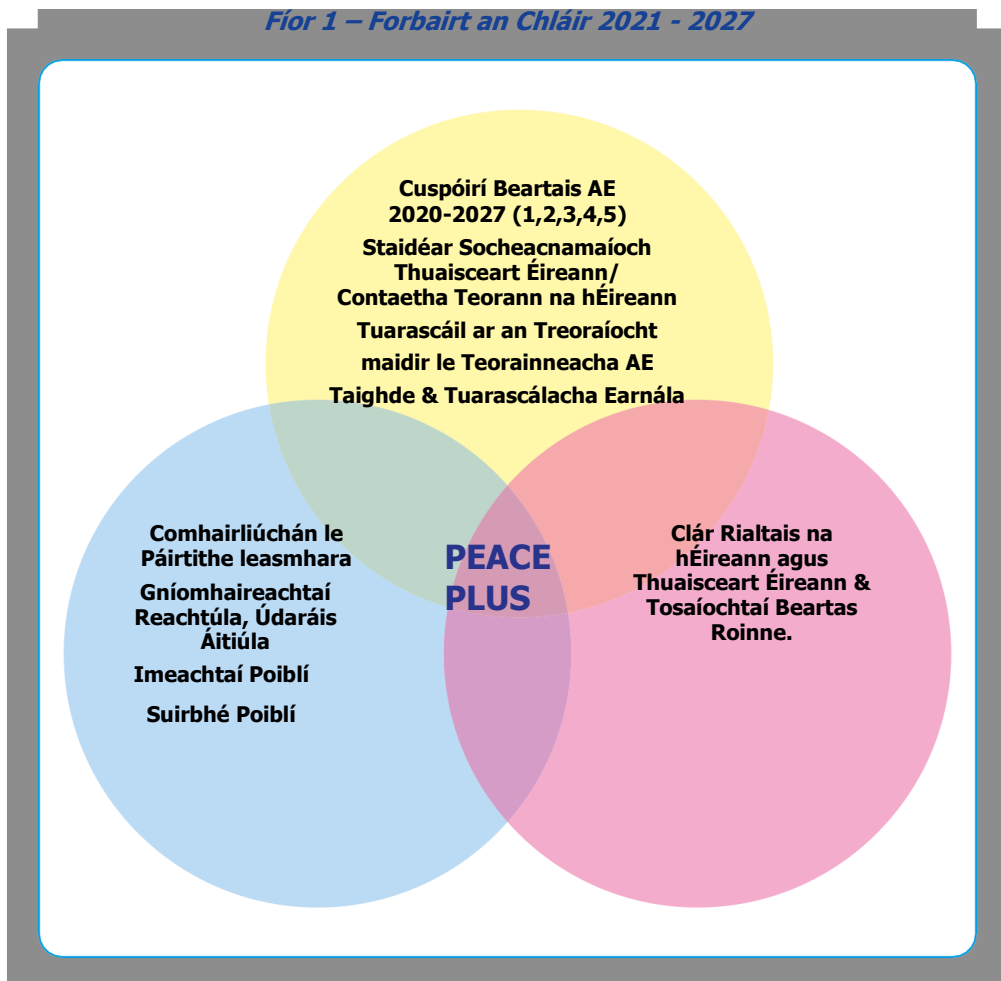 Fíor 1 – Forbairt an Chláir 2021 - 2027
Cuspóirí Beartais AE
2020-2027 (1,2,3,4,5)
Staidéar Socheacnamaíoch
Thuaisceart Éireann/
Contaetha Teorann na hÉireann
Tuarascáil ar an Treoraíocht
maidir le Teorainneacha AE
Taighde & Tuarascálacha Earnála
Comhairliúchán le
Páirtithe leasmhara
Gníomhaireachtaí
Reachtúla, Údaráis
Áitiúla
Imeachtaí Poiblí
Suirbhé Poiblí
PEACE
PLUS
Clár Rialtais na
hÉireann agus
Thuaisceart Éireann &
Tosaíochtaí Beartas
Roinne.